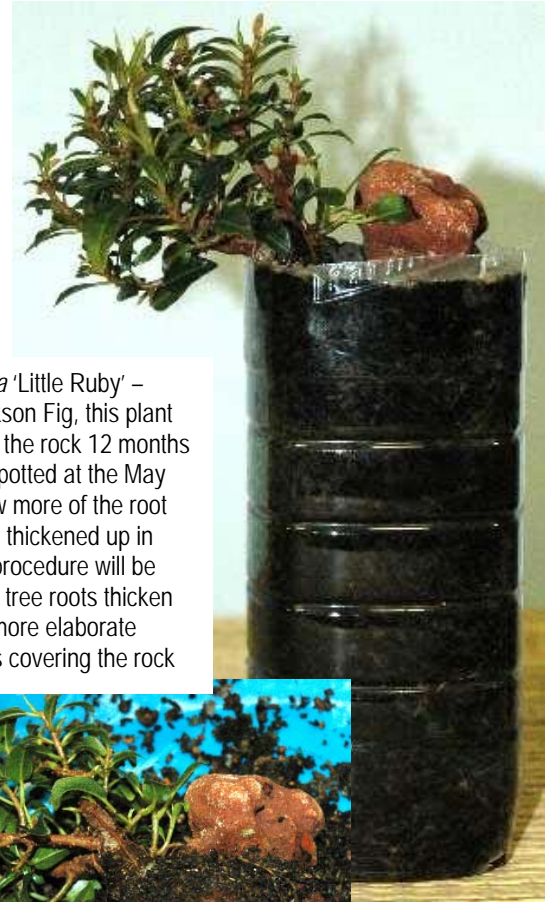 a 'Little Ruby' –
son Fig, this plant
the rock 12 months
potted at the May
more of the root
thickened up in
procedure will be
tree roots thicken
more elaborate
s covering the rock